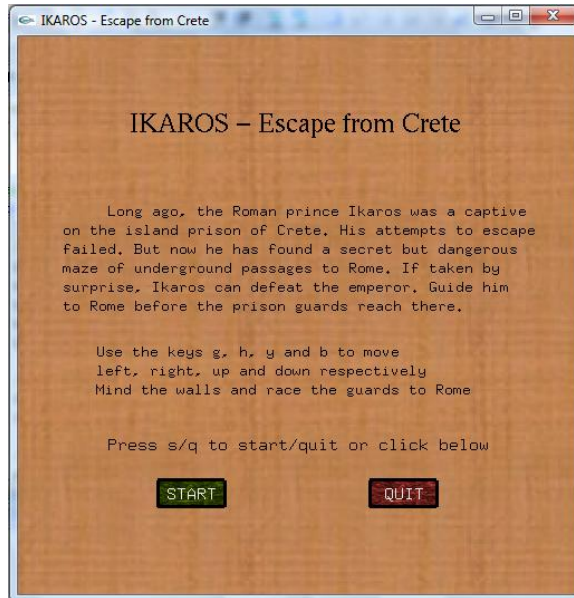 IKAROS - Escape from Crete
IKAROS – Escape from Crete
Long ago, the Roman prince Ikaros was a captive
on the island prison of Crete. His attempts to escape
failed. But now he has found a secret but dangerous
maze of underground passages to Rome. If taken by
surprise, Ikaros can defeat the emperor. Guide him
to Rome before the prison guards reach there.
Use the keys g, h, y and b to move
left, right, up and down respectively
Mind the walls and race the guards to Rome
Press s/q to start/quit or click below
START QUIT